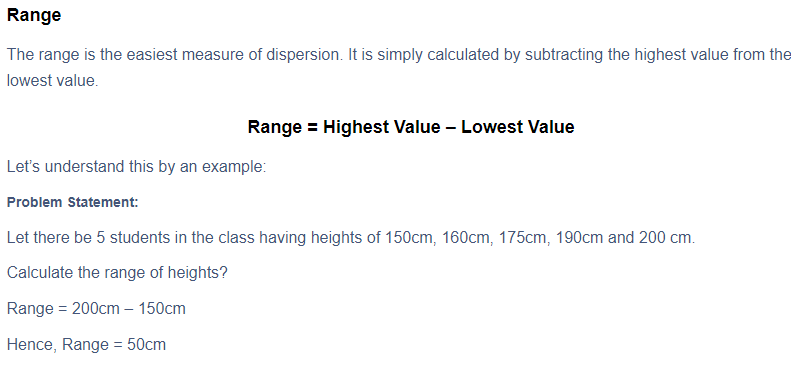 Range
The range is the easiest measure of dispersion. It is simply calculated by subtracting the highest value from the
lowest value.
Range = Highest Value – Lowest Value
Let’s understand this by an example:
Problem Statement:
Let there be 5 students in the class having heights of 150cm, 160cm, 175cm, 190cm and 200 cm.
Calculate the range of heights?
Range = 200cm – 150cm
Hence, Range = 50cm